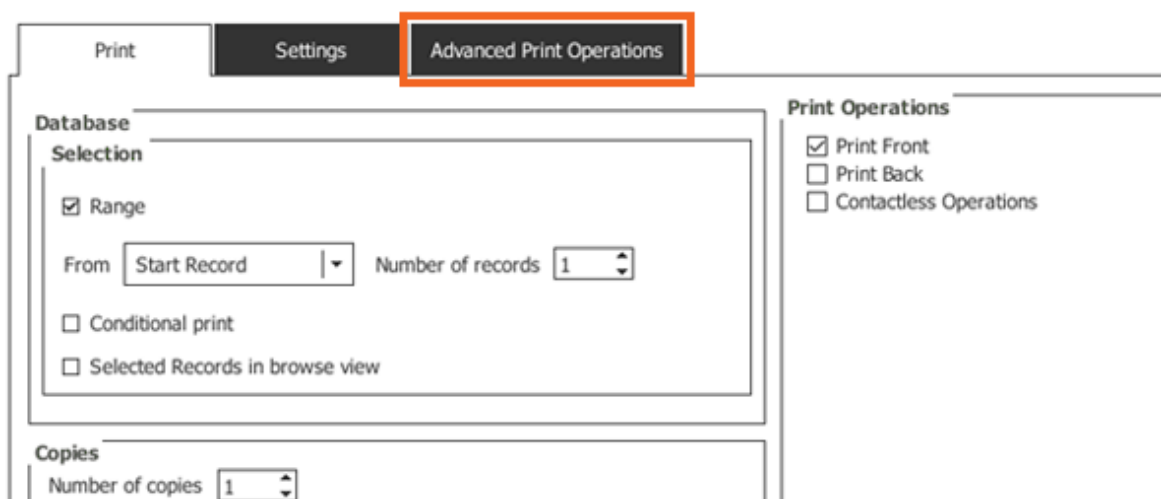 Print
Settings
Advanced Print Operations
Database
Selection
Range
From
Start Record
Number of records
1
Conditional print
Selected Records in browse view
Copies
Number of copies
1
Print Operations
Print Front
Print Back
Contactless Operations